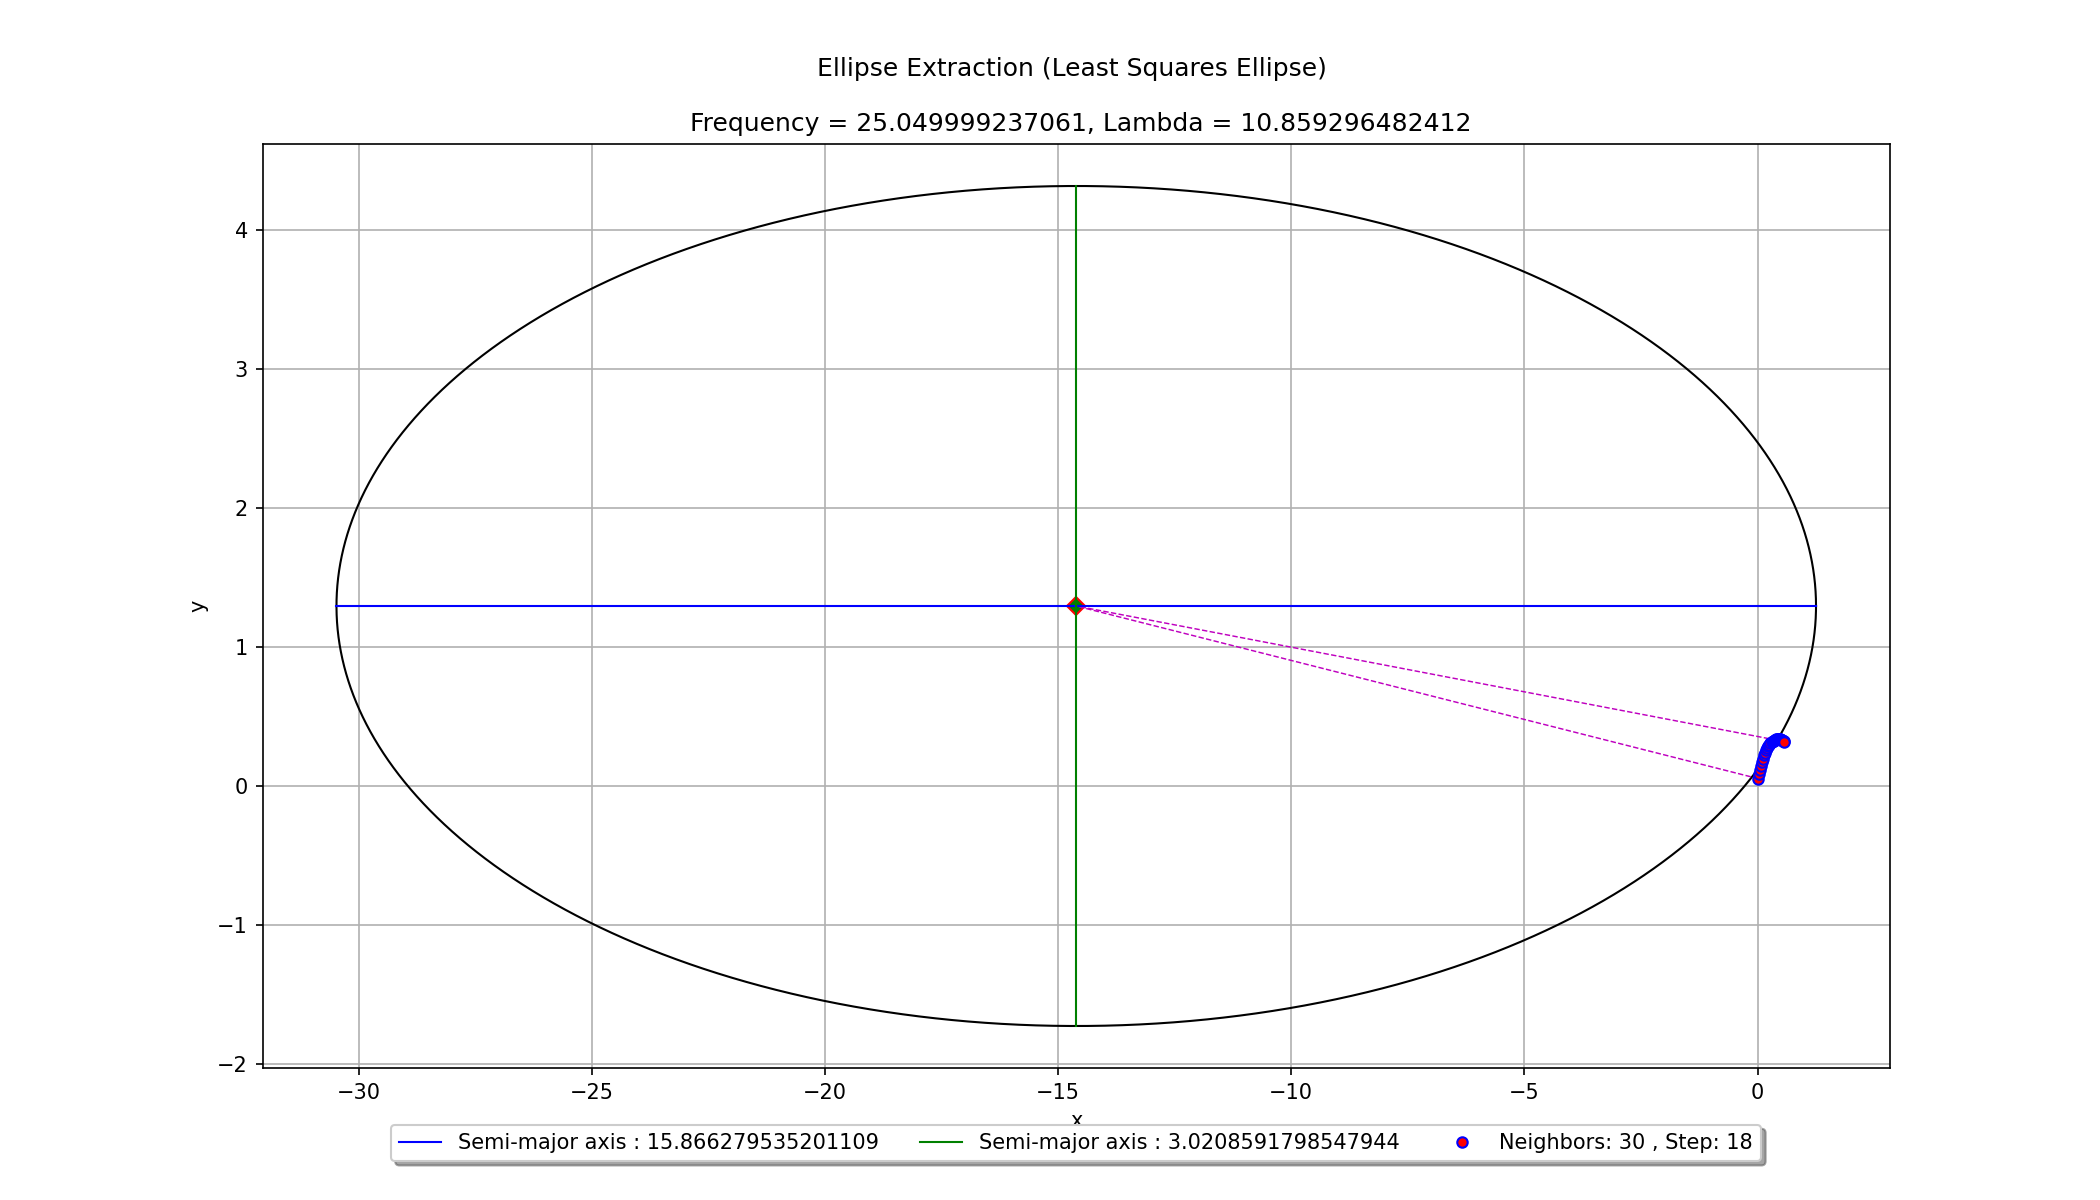 Ellipse Extraction (Least Squares Ellipse)
Frequency = 25.049999237061, Lambda = 10.859296482412
4
3
2
1
0
−1
−2
y
−30 −25 −20 −15 −10 −5 0
x
Semi-major axis : 15.866279535201109 Semi-major axis : 3.0208591798547944 Neighbors: 30 , Step: 18